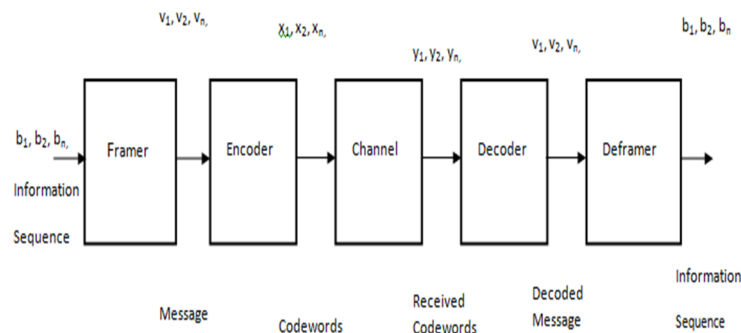 v₁, v₂, vₙ,
x₁, x₂, xₙ,
y₁, y₂, yₙ,
v₁, v₂, vₙ,
b₁, b₂, bₙ
b₁, b₂, bₙ,
Framer
Encoder
Channel
Decoder
Deframer
Information
Sequence
Message
Codewords
Received
Codewords
Decoded
Message
Information
Sequence